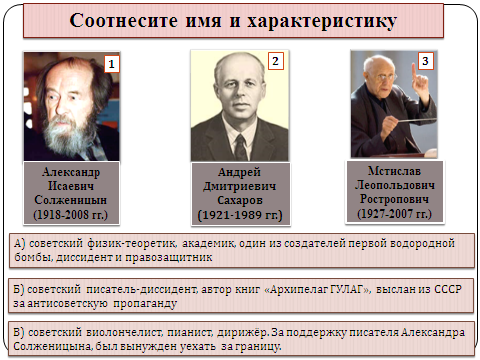 Соотнесите имя и характеристику
1
2
3
Александр
Исаевич
Солженицын
(1918-2008 гг.)
Андрей
Дмитриевич
Сахаров
(1921-1989 гг.)
Мстислав
Леопольдович
Ростропович
(1927-2007 гг.)
А) советский физик-теоретик, академик, один из создателей первой водородной
бомбы, диссидент и правозащитник
Б) советский писатель-диссидент, автор книг «Архипелаг ГУЛАГ», выслан из СССР
за антисоветскую пропаганду
В) советский виолончелист, пианист, дирижёр. За поддержку писателя Александра
Солженицына, был вынужден уехать за границу.